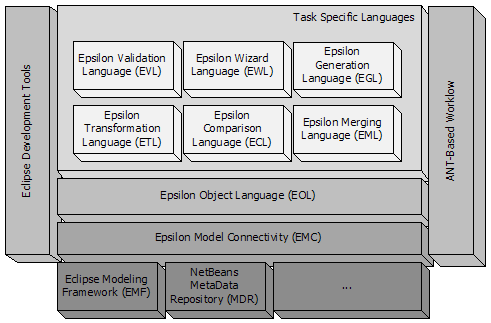 Task Specific Languages
Eclipse Development Tools
Epsilon Validation
Language (EVL)
Epsilon Wizard
Language (EWL)
Epsilon
Generation
Language (EGL)
Epsilon
Transformation
Language (ETL)
Epsilon
Comparison
Language (ECL)
Epsilon Merging
Language (EML)
ANT-Based Worklow
Epsilon Object Language (EOL)
Epsilon Model Connectivity (EMC)
Eclipse Modeling
Framework (EMF)
NetBeans
MetaData
Repository (MDR)
...